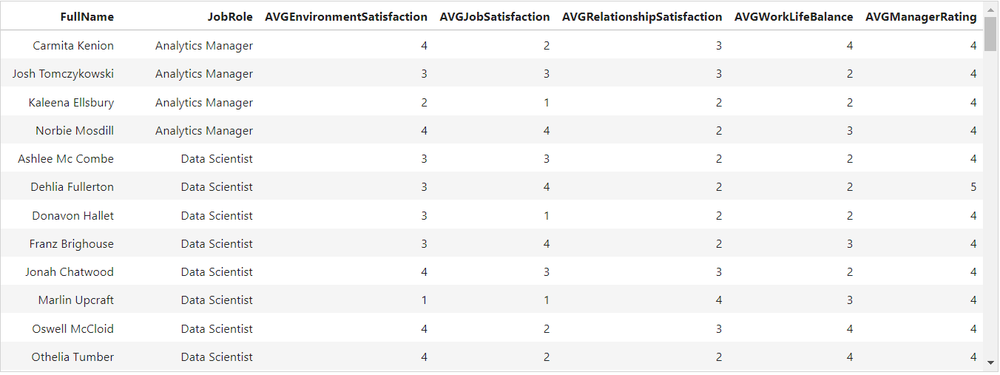 FullName JobRole AVGEnvironmentSatisfaction AVGJobSatisfaction AVGRelationshipSatisfaction AVGWorkLifeBalance AVGManagerRating
Carmita Kenion Analytics Manager 4 2 3 4 4
Josh Tomczykowski Analytics Manager 3 3 3 2 4
Kaleena Ellsbury Analytics Manager 2 1 2 2 4
Norbie Mosdill Analytics Manager 4 4 2 3 4
Ashlee Mc Combe Data Scientist 3 3 2 2 4
Dehlia Fullerton Data Scientist 3 4 2 2 5
Donavon Hallet Data Scientist 3 1 2 2 4
Franz Brighouse Data Scientist 3 4 2 3 4
Jonah Chatwood Data Scientist 4 3 3 2 4
Marlin Upcraft Data Scientist 1 1 4 3 4
Oswell McCloid Data Scientist 4 2 3 4 4
Othelia Tumber Data Scientist 4 2 2 4 4